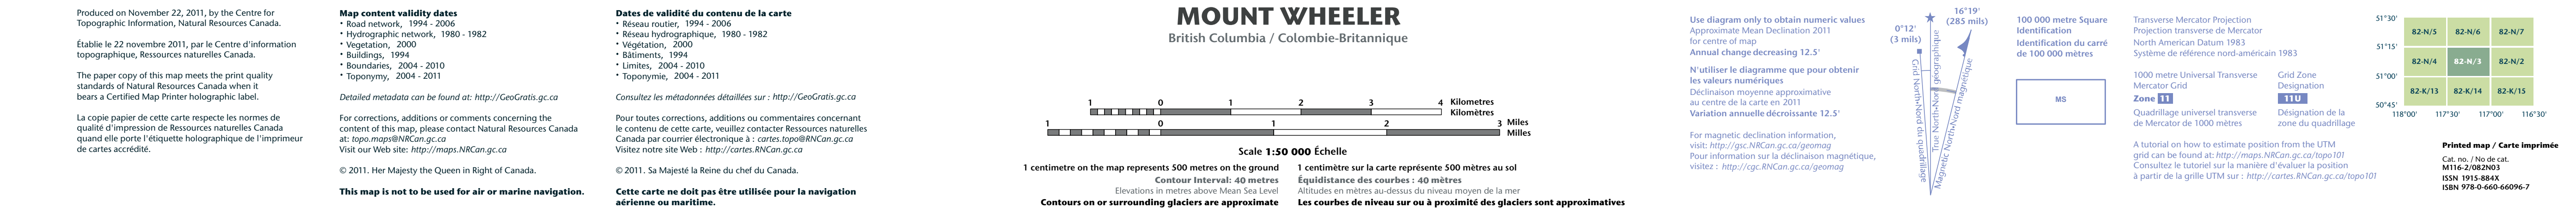 Produced on November 22, 2011, by the Centre for
Topographic Information, Natural Resources Canada.
Établie le 22 novembre 2011, par le Centre d'information
topographique, Ressources naturelles Canada.
The paper copy of this map meets the print quality
standards of Natural Resources Canada when it
bears a Certified Map Printer holographic label.
La copie papier de cette carte respecte les normes de
qualité d'impression de Ressources naturelles Canada
quand elle porte l'étiquette holographique de l'imprimeur
de cartes accrédité.
Map content validity dates
• Road network, 1994 - 2006
• Hydrographic network, 1980 - 1982
• Vegetation, 2000
• Buildings, 1994
• Boundaries, 2004 - 2010
• Toponymy, 2004 - 2011
Detailed metadata can be found at: http://GeoGratis.gc.ca
For corrections, additions or comments concerning the
content of this map, please contact Natural Resources Canada
at: topo.maps@NRCan.gc.ca
Visit our Web site: http://maps.NRCan.gc.ca
© 2011. Her Majesty the Queen in Right of Canada.
This map is not to be used for air or marine navigation.
Dates de validité du contenu de la carte
• Réseau routier, 1994 - 2006
• Réseau hydrographique, 1980 - 1982
• Végétation, 2000
• Bâtiments, 1994
• Limites, 2004 - 2010
• Toponymie, 2004 - 2011
Consultez les métadonnées détaillées sur : http://GeoGratis.gc.ca
Pour toutes corrections, additions ou commentaires concernant
le contenu de cette carte, veuillez contacter Ressources naturelles
Canada par courrier électronique à : cartes.topo@RNCan.gc.ca
Visitez notre site Web : http://cartes.RNCan.gc.ca
© 2011. Sa Majesté la Reine du chef du Canada.
Cette carte ne doit pas être utilisée pour la navigation
aérienne ou maritime.
MOUNT WHEELER
British Columbia / Colombie-Britannique
1 0 1 2 3 4 Kilometres
Kilomètres
1 0 1 2 3 Miles
Milles
Scale 1:50 000 Échelle
1 centimetre on the map represents 500 metres on the ground
Contour Interval: 40 metres
Elevations in metres above Mean Sea Level
Contours on or surrounding glaciers are approximate
1 centimètre sur la carte représente 500 mètres au sol
Équidistance des courbes : 40 mètres
Altitudes en mètres au-dessus du niveau moyen de la mer
Les courbes de niveau sur ou à proximité des glaciers sont approximatives
Use diagram only to obtain numeric values
Approximate Mean Declination 2011
for centre of map
Annual change decreasing 12.5'
N'utiliser le diagramme que pour obtenir
les valeurs numériques
Déclinaison moyenne approximative
au centre de la carte en 2011
Variation annuelle décroissante 12.5'
For magnetic declination information,
visit: http://gsc.NRCan.gc.ca/geomag
Pour information sur la déclinaison magnétique,
visitez : http://cgc.RNCan.gc.ca/geomag
0°12'
(3 mils)
16°19'
(285 mils)
Grid North•Nord du quadrillage
True North•Nord géographique
Magnetic North•Nord magnétique
100 000 metre Square
Identification
Identification du carré
de 100 000 mètres
MS
Transverse Mercator Projection
Projection transverse de Mercator
North American Datum 1983
Système de référence nord-américain 1983
1000 metre Universal Transverse
Mercator Grid
Zone 11
Quadrillage universel transverse
de Mercator de 1000 mètres
Grid Zone
Designation
11U
Désignation de la
zone du quadrillage
A tutorial on how to estimate position from the UTM
grid can be found at: http://maps.NRCan.gc.ca/topo101
Consultez le tutoriel sur la manière d'évaluer la position
à partir de la grille UTM sur : http://cartes.RNCan.gc.ca/topo101
51°30'
82-N/5 82-N/6 82-N/7
51°15'
82-N/4 82-N/3 82-N/2
51°00'
82-K/13 82-K/14 82-K/15
50°45'
118°00' 117°30' 117°00' 116°30'
Printed map / Carte imprimée
Cat. no. / No de cat.
M116-2/082N03
ISSN 1915-884X
ISBN 978-0-660-66096-7